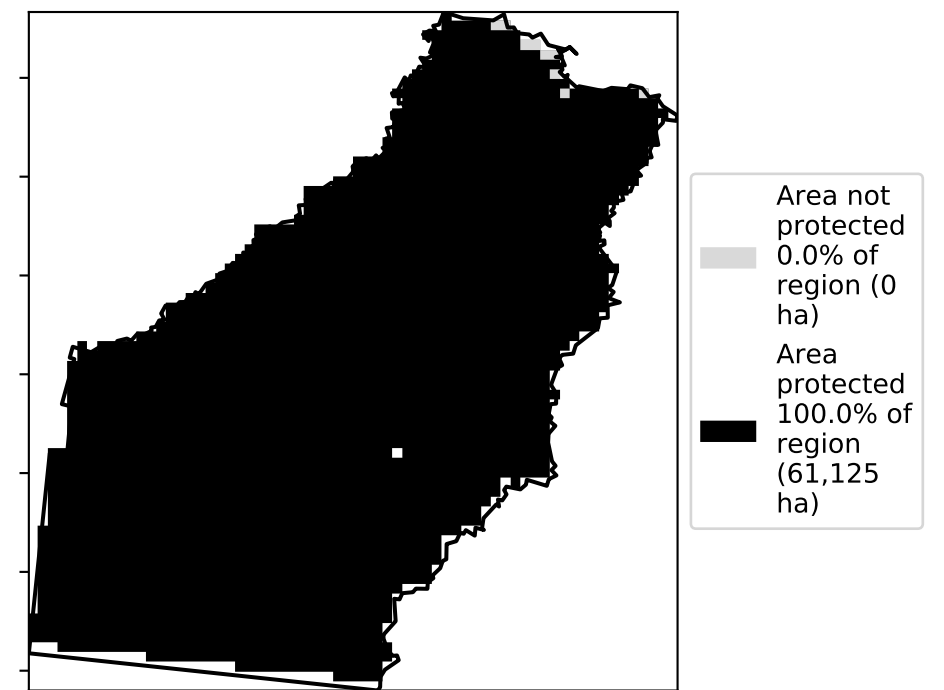 Area not
protected
0.0% of
region (0
ha)
Area
protected
100.0% of
region
(61,125
ha)